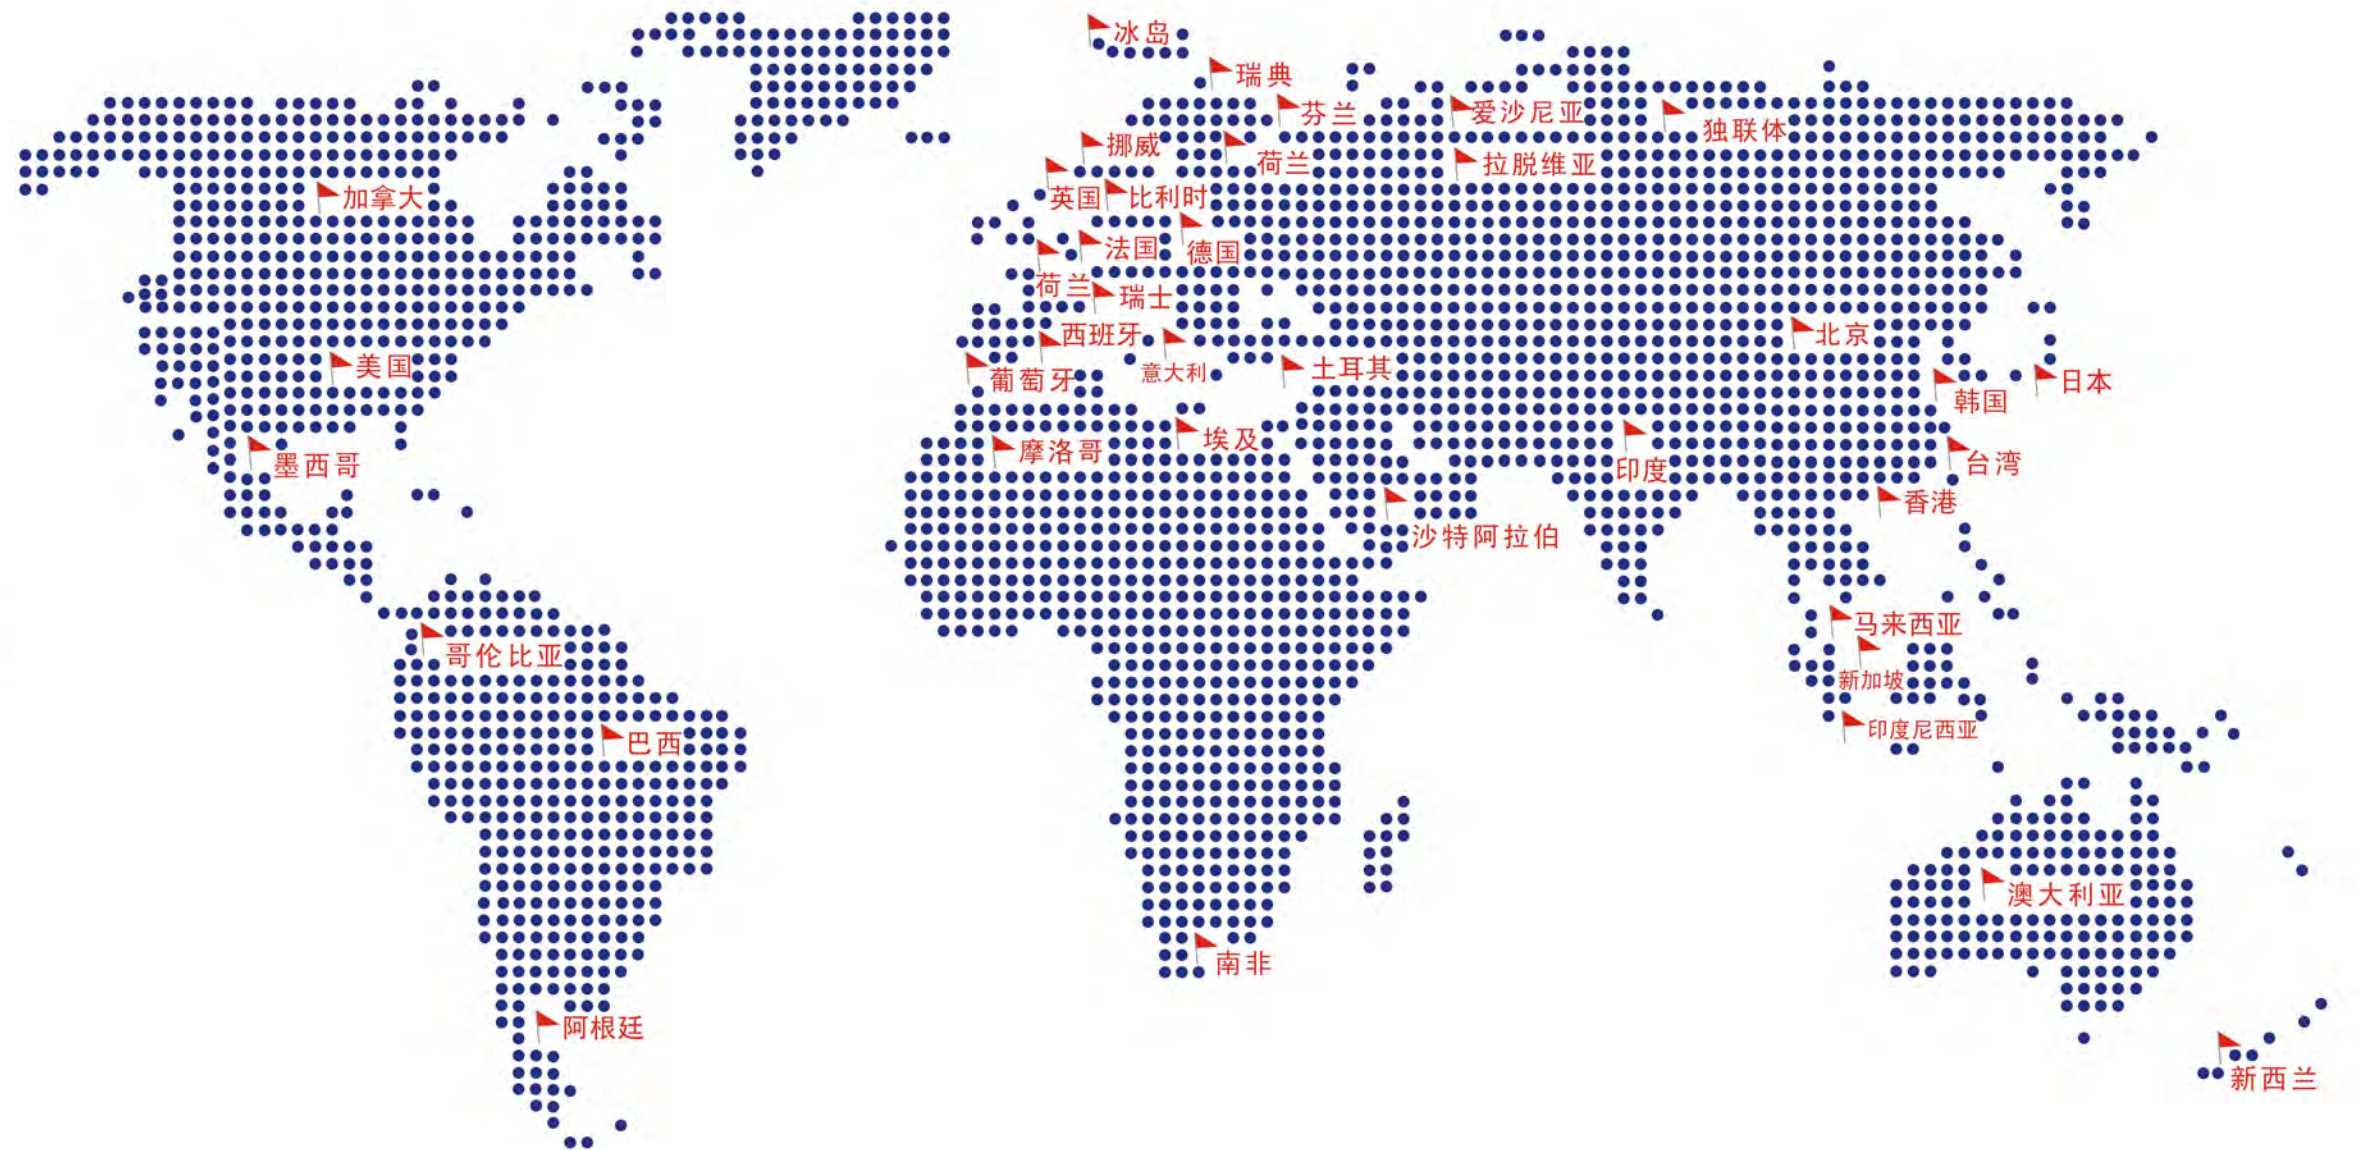 冰岛
瑞典
芬兰
爱沙尼亚
独联体
挪威
荷兰
拉脱维亚
加拿大
英国
比利时
法国
德国
荷兰
瑞士
西班牙
北京
美国
葡萄牙
意大利
土耳其
日本
韩国
墨西哥
摩洛哥
埃及
印度
台湾
香港
沙特阿拉伯
马来西亚
哥伦比亚
新加坡
巴西
印度尼西亚
澳大利亚
南非
阿根廷
新西兰